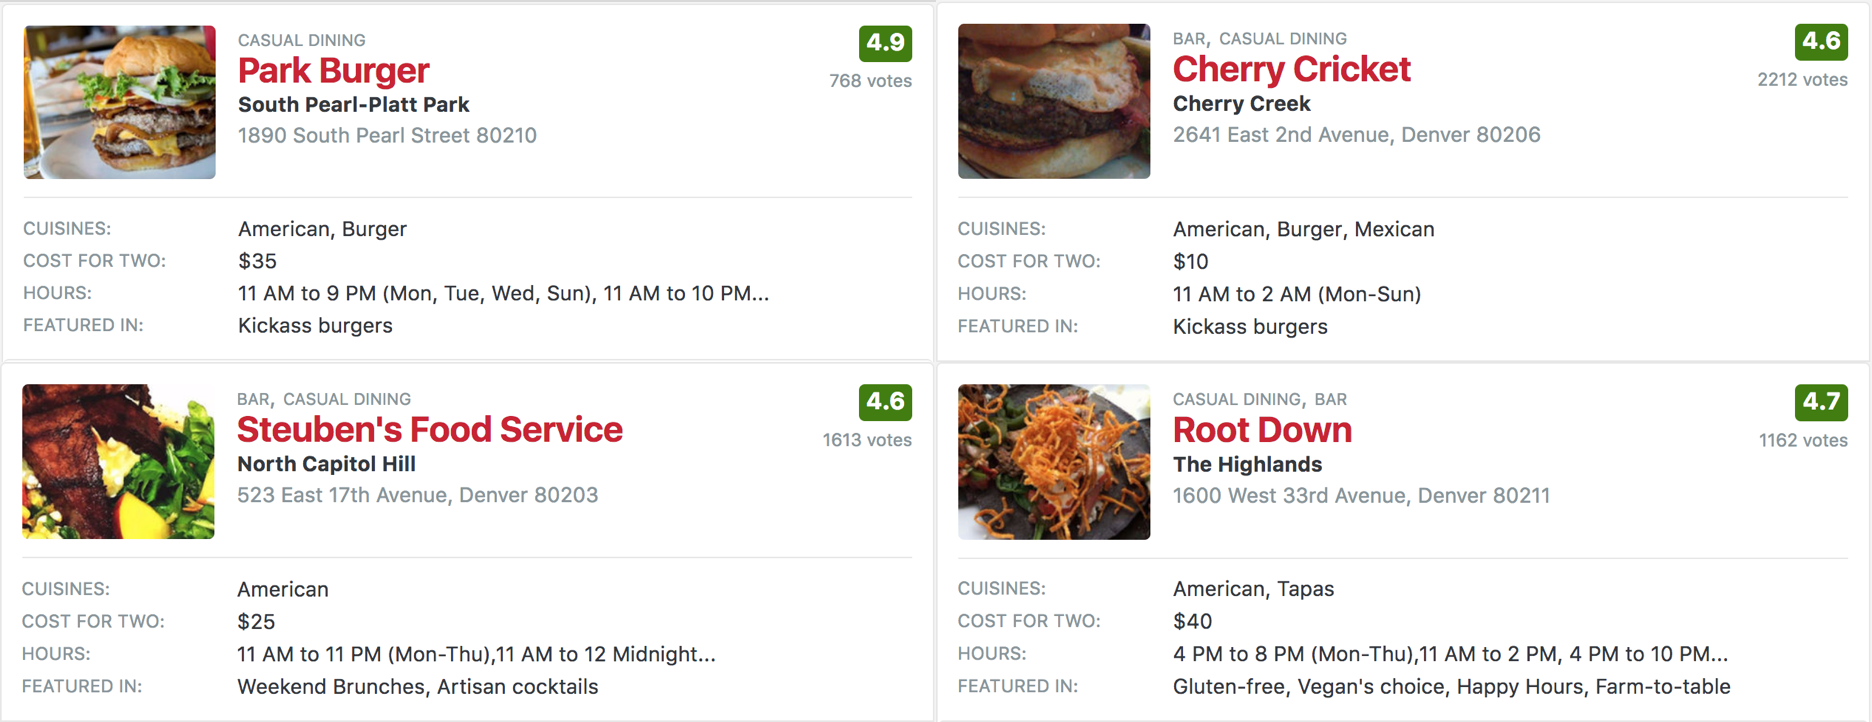 CASUAL DINING
Park Burger
South Pearl-Platt Park
1890 South Pearl Street 80210
4.9
768 votes
CUISINES: American, Burger
COST FOR TWO: $35
HOURS: 11 AM to 9 PM (Mon, Tue, Wed, Sun), 11 AM to 10 PM...
FEATURED IN: Kickass burgers
BAR, CASUAL DINING
Cherry Cricket
Cherry Creek
2641 East 2nd Avenue, Denver 80206
4.6
2212 votes
CUISINES: American, Burger, Mexican
COST FOR TWO: $10
HOURS: 11 AM to 2 AM (Mon-Sun)
FEATURED IN: Kickass burgers
BAR, CASUAL DINING
Steuben's Food Service
North Capitol Hill
523 East 17th Avenue, Denver 80203
4.6
1613 votes
CUISINES: American
COST FOR TWO: $25
HOURS: 11 AM to 11 PM (Mon-Thu),11 AM to 12 Midnight...
FEATURED IN: Weekend Brunches, Artisan cocktails
CASUAL DINING, BAR
Root Down
The Highlands
1600 West 33rd Avenue, Denver 80211
4.7
1162 votes
CUISINES: American, Tapas
COST FOR TWO: $40
HOURS: 4 PM to 8 PM (Mon-Thu),11 AM to 2 PM, 4 PM to 10 PM...
FEATURED IN: Gluten-free, Vegan's choice, Happy Hours, Farm-to-table